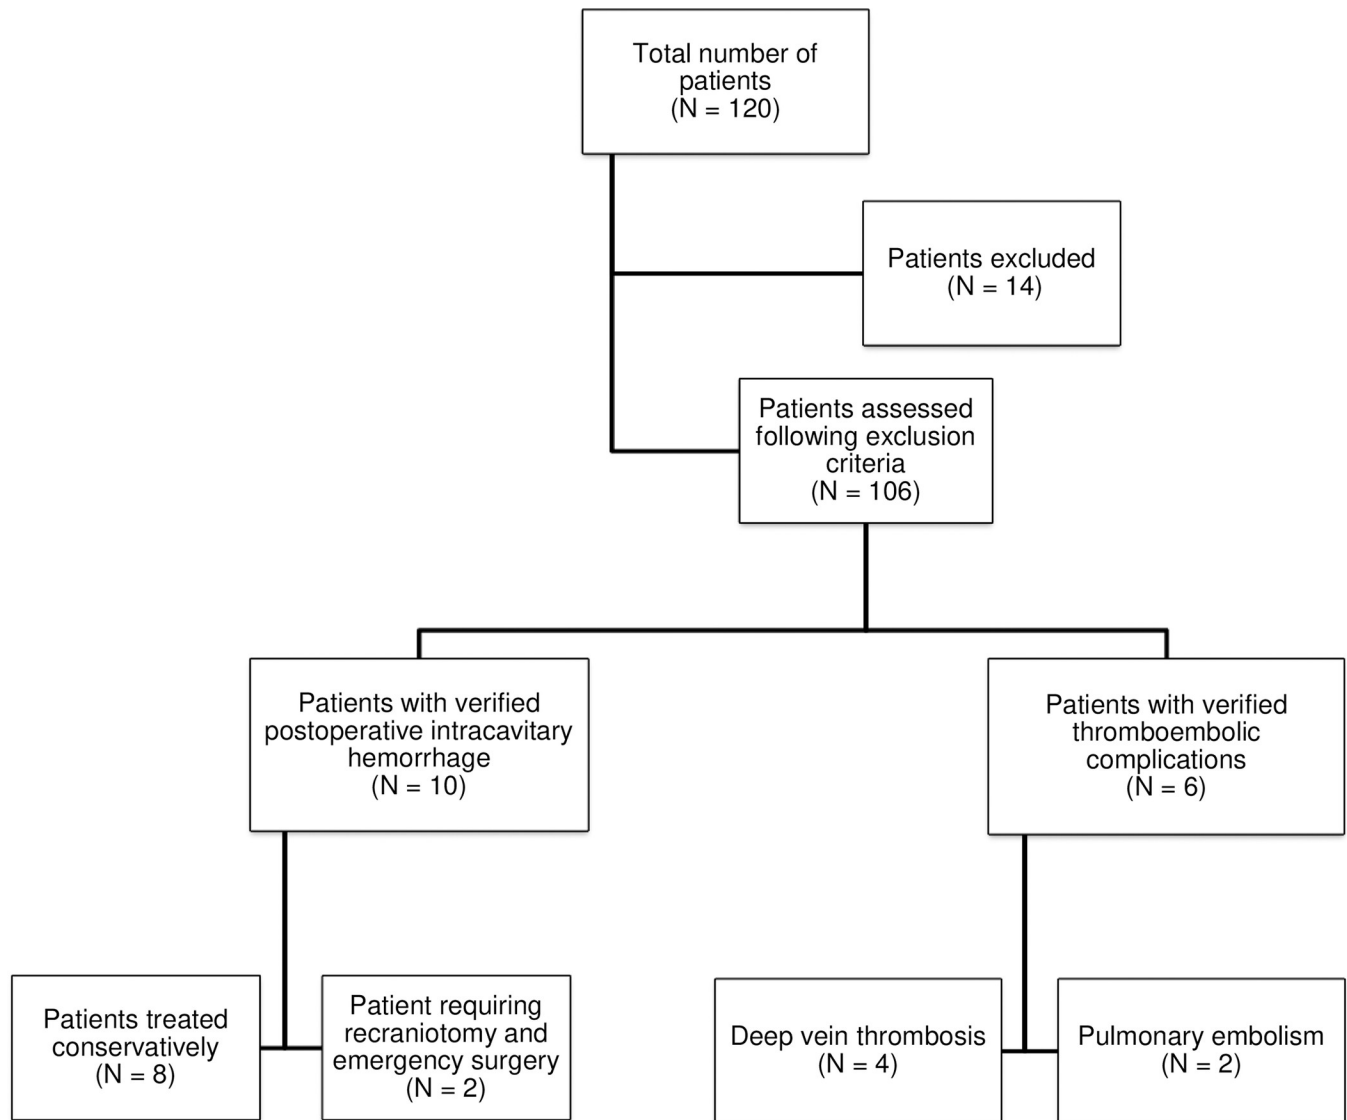 Total number of
patients
(N = 120)
Patients excluded
(N = 14)
Patients assessed
following exclusion
criteria
(N = 106)
Patients with verified
postoperative intracavitary
hemorrhage
(N = 10)
Patients with verified
thromboembolic
complications
(N = 6)
Patients treated
conservatively
(N = 8)
Patient requiring
recraniotomy and
emergency surgery
(N = 2)
Deep vein thrombosis
(N = 4)
Pulmonary embolism
(N = 2)